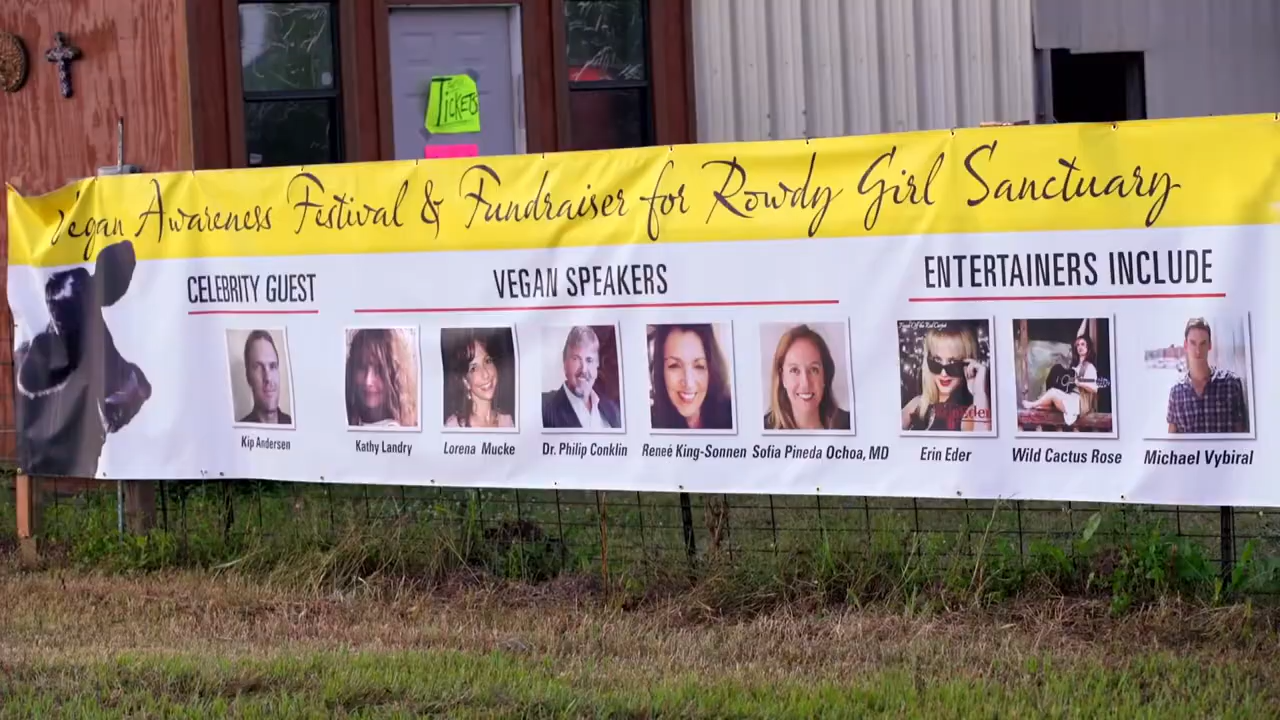 TICKETS
Vegan Awareness Festival & Fundraiser for Rowdy Girl Sanctuary
CELEBRITY GUEST
VEGAN SPEAKERS
ENTERTAINERS INCLUDE
Kip Andersen
Kathy Landry
Lorena Mucke
Dr. Philip Conklin
Reneé King-Sonnen
Sofia Pineda Ochoa, MD
Erin Eder
Wild Cactus Rose
Michael Vybiral